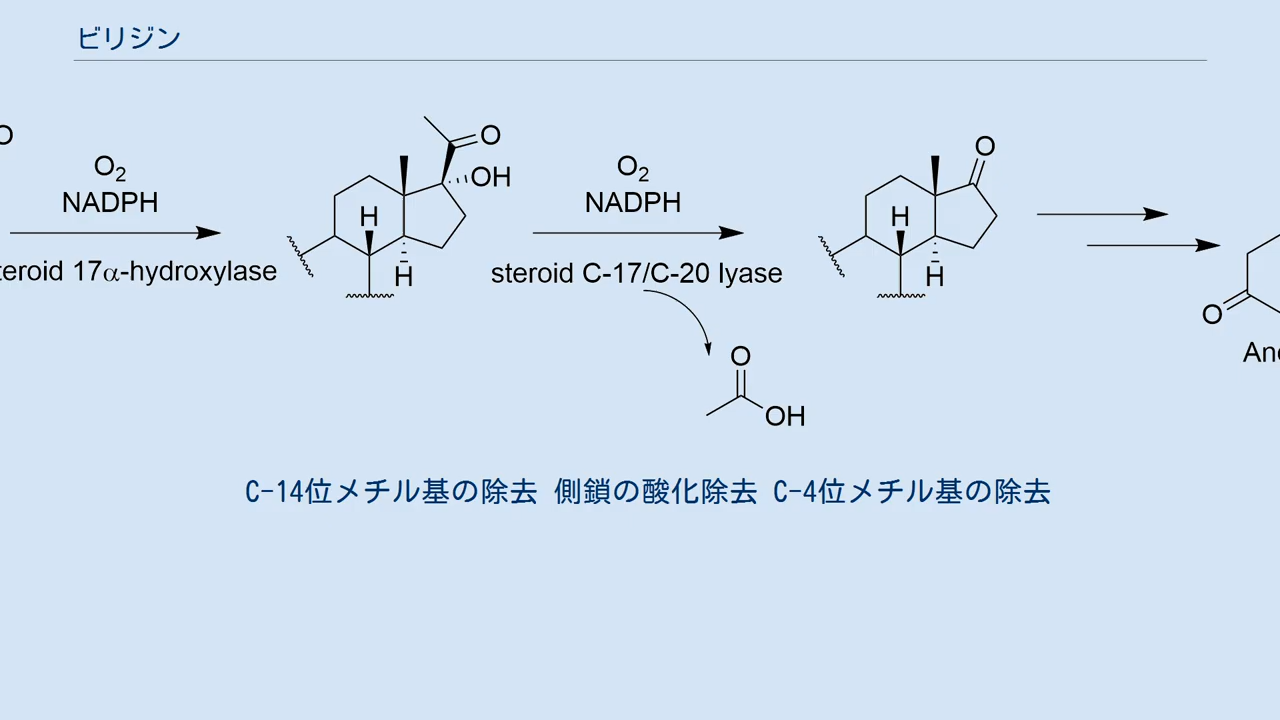 ビリジン
O
O₂
NADPH
teroid 17α-hydroxylase
O
OH
H
H
O₂
NADPH
steroid C-17/C-20 lyase
O
OH
O
H
H
O
C-14位メチル基の除去 側鎖の酸化除去 C-4位メチル基の除去